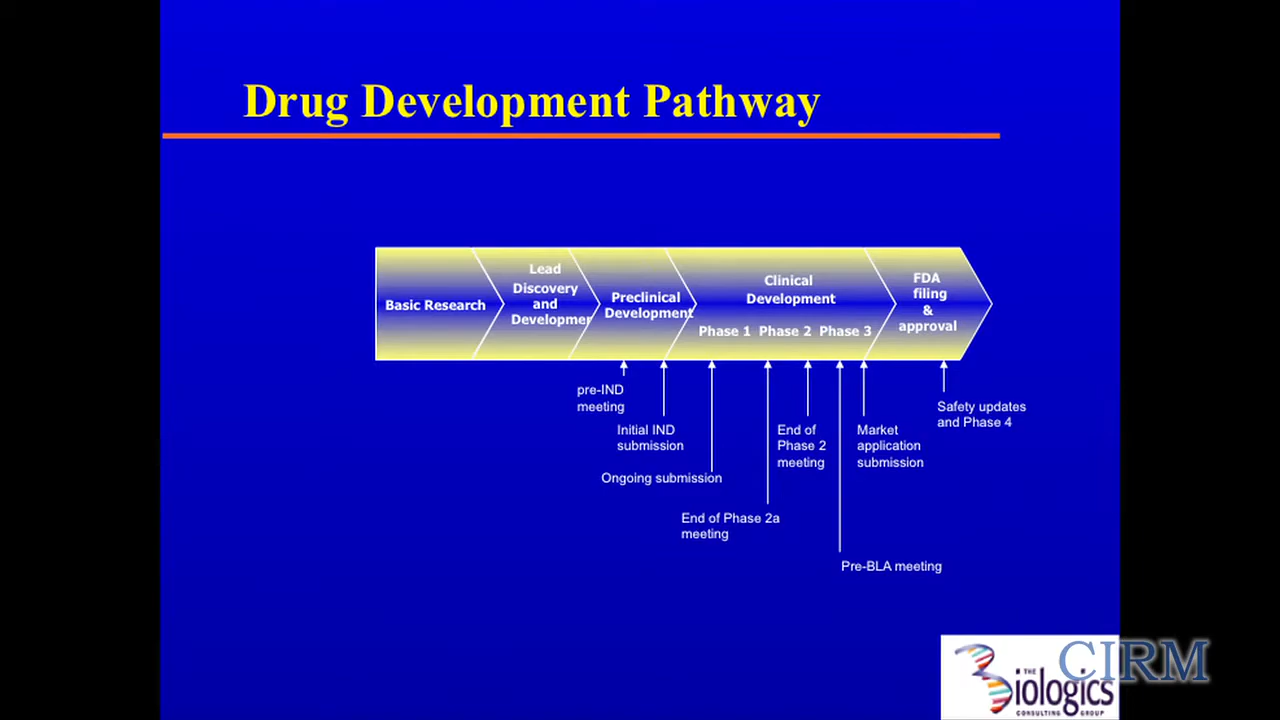 Drug Development Pathway
Basic Research
Lead
Discovery
and
Developmen
Preclinical
Development
Clinical
Development
Phase 1 Phase 2 Phase 3
FDA
filing
&
approval
pre-IND
meeting
Initial IND
submission
Ongoing submission
End of Phase 2a
meeting
End of
Phase 2
meeting
Pre-BLA meeting
Market
application
submission
Safety updates
and Phase 4
THE
Biologics
CONSULTING GROUP
CIRM